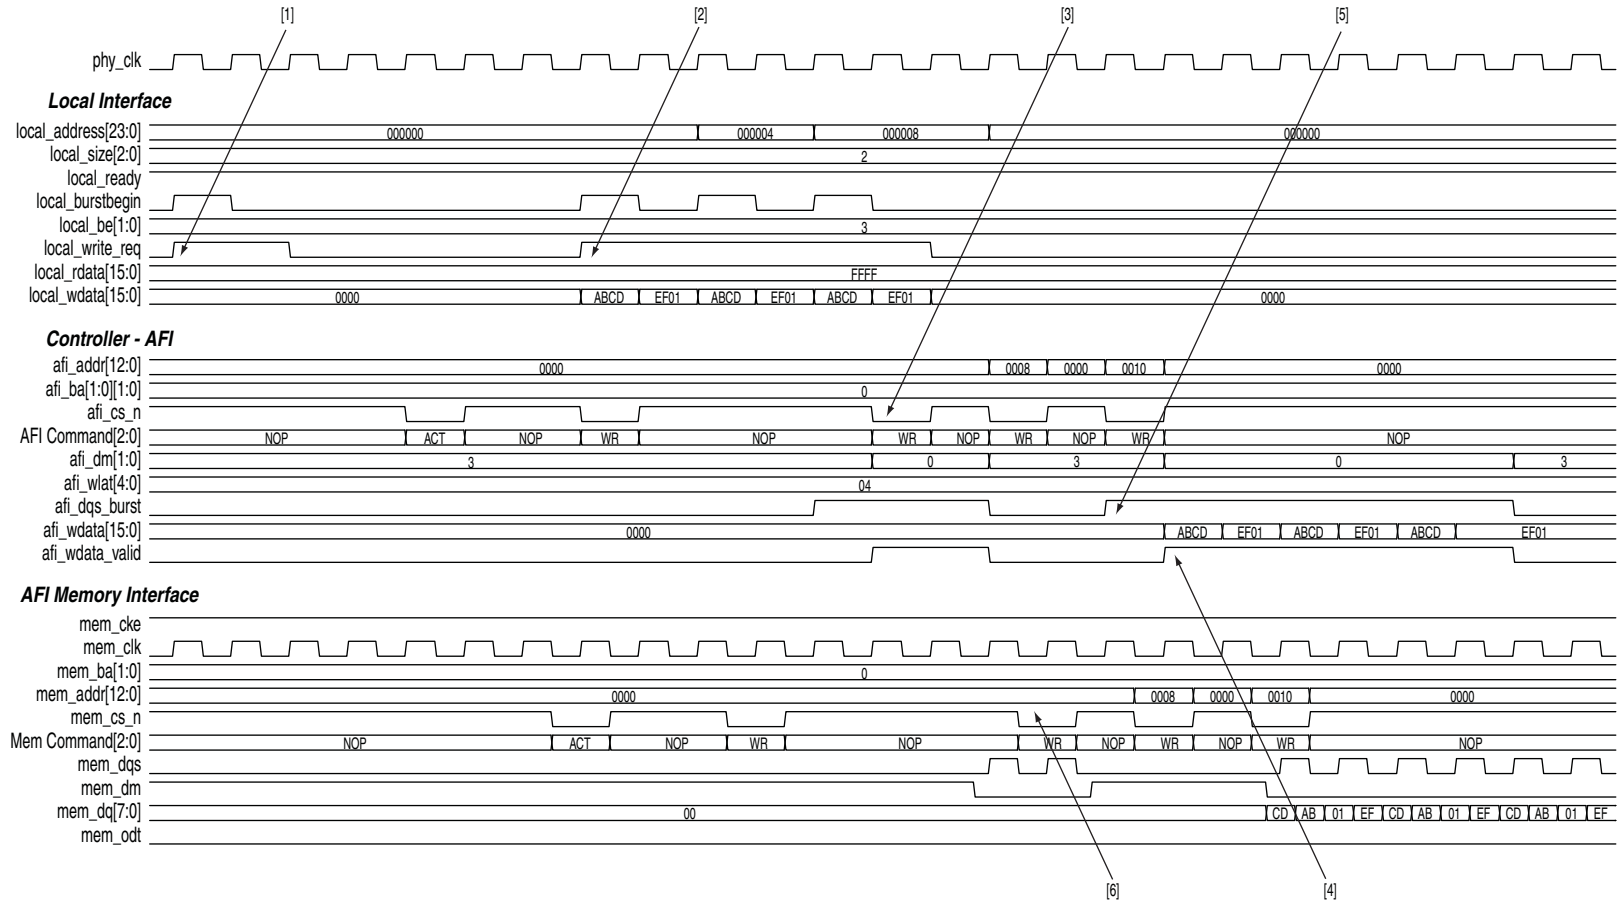 [1] [2] [3] [5]
phy_clk
Local Interface
local_address[23:0] 000000 000004 000008 000000
local_size[2:0] 2
local_ready
local_burstbegin
local_be[1:0] 3
local_write_req
local_rdata[15:0] FFFF
local_wdata[15:0] 0000 ABCD EF01 ABCD EF01 ABCD EF01 0000
Controller - AFI
afi_addr[12:0] 0000 0008 0000 0010 0000
afi_ba[1:0][1:0] 0
afi_cs_n
AFI Command[2:0] NOP ACT NOP WR NOP WR NOP WR NOP WR NOP
afi_dm[1:0] 3 0 3 0 3
afi_wlat[4:0] 04
afi_dqs_burst
afi_wdata[15:0] 0000 ABCD EF01 ABCD EF01 ABCD EF01
afi_wdata_valid
AFI Memory Interface
mem_cke
mem_clk
mem_ba[1:0] 0
mem_addr[12:0] 0000 0008 0000 0010 0000
mem_cs_n
Mem Command[2:0] NOP ACT NOP WR NOP WR NOP WR NOP WR NOP
mem_dqs
mem_dm
mem_dq[7:0] 00 CD AB 01 EF CD AB 01 EF CD AB 01 EF
mem_odt
[6] [4]